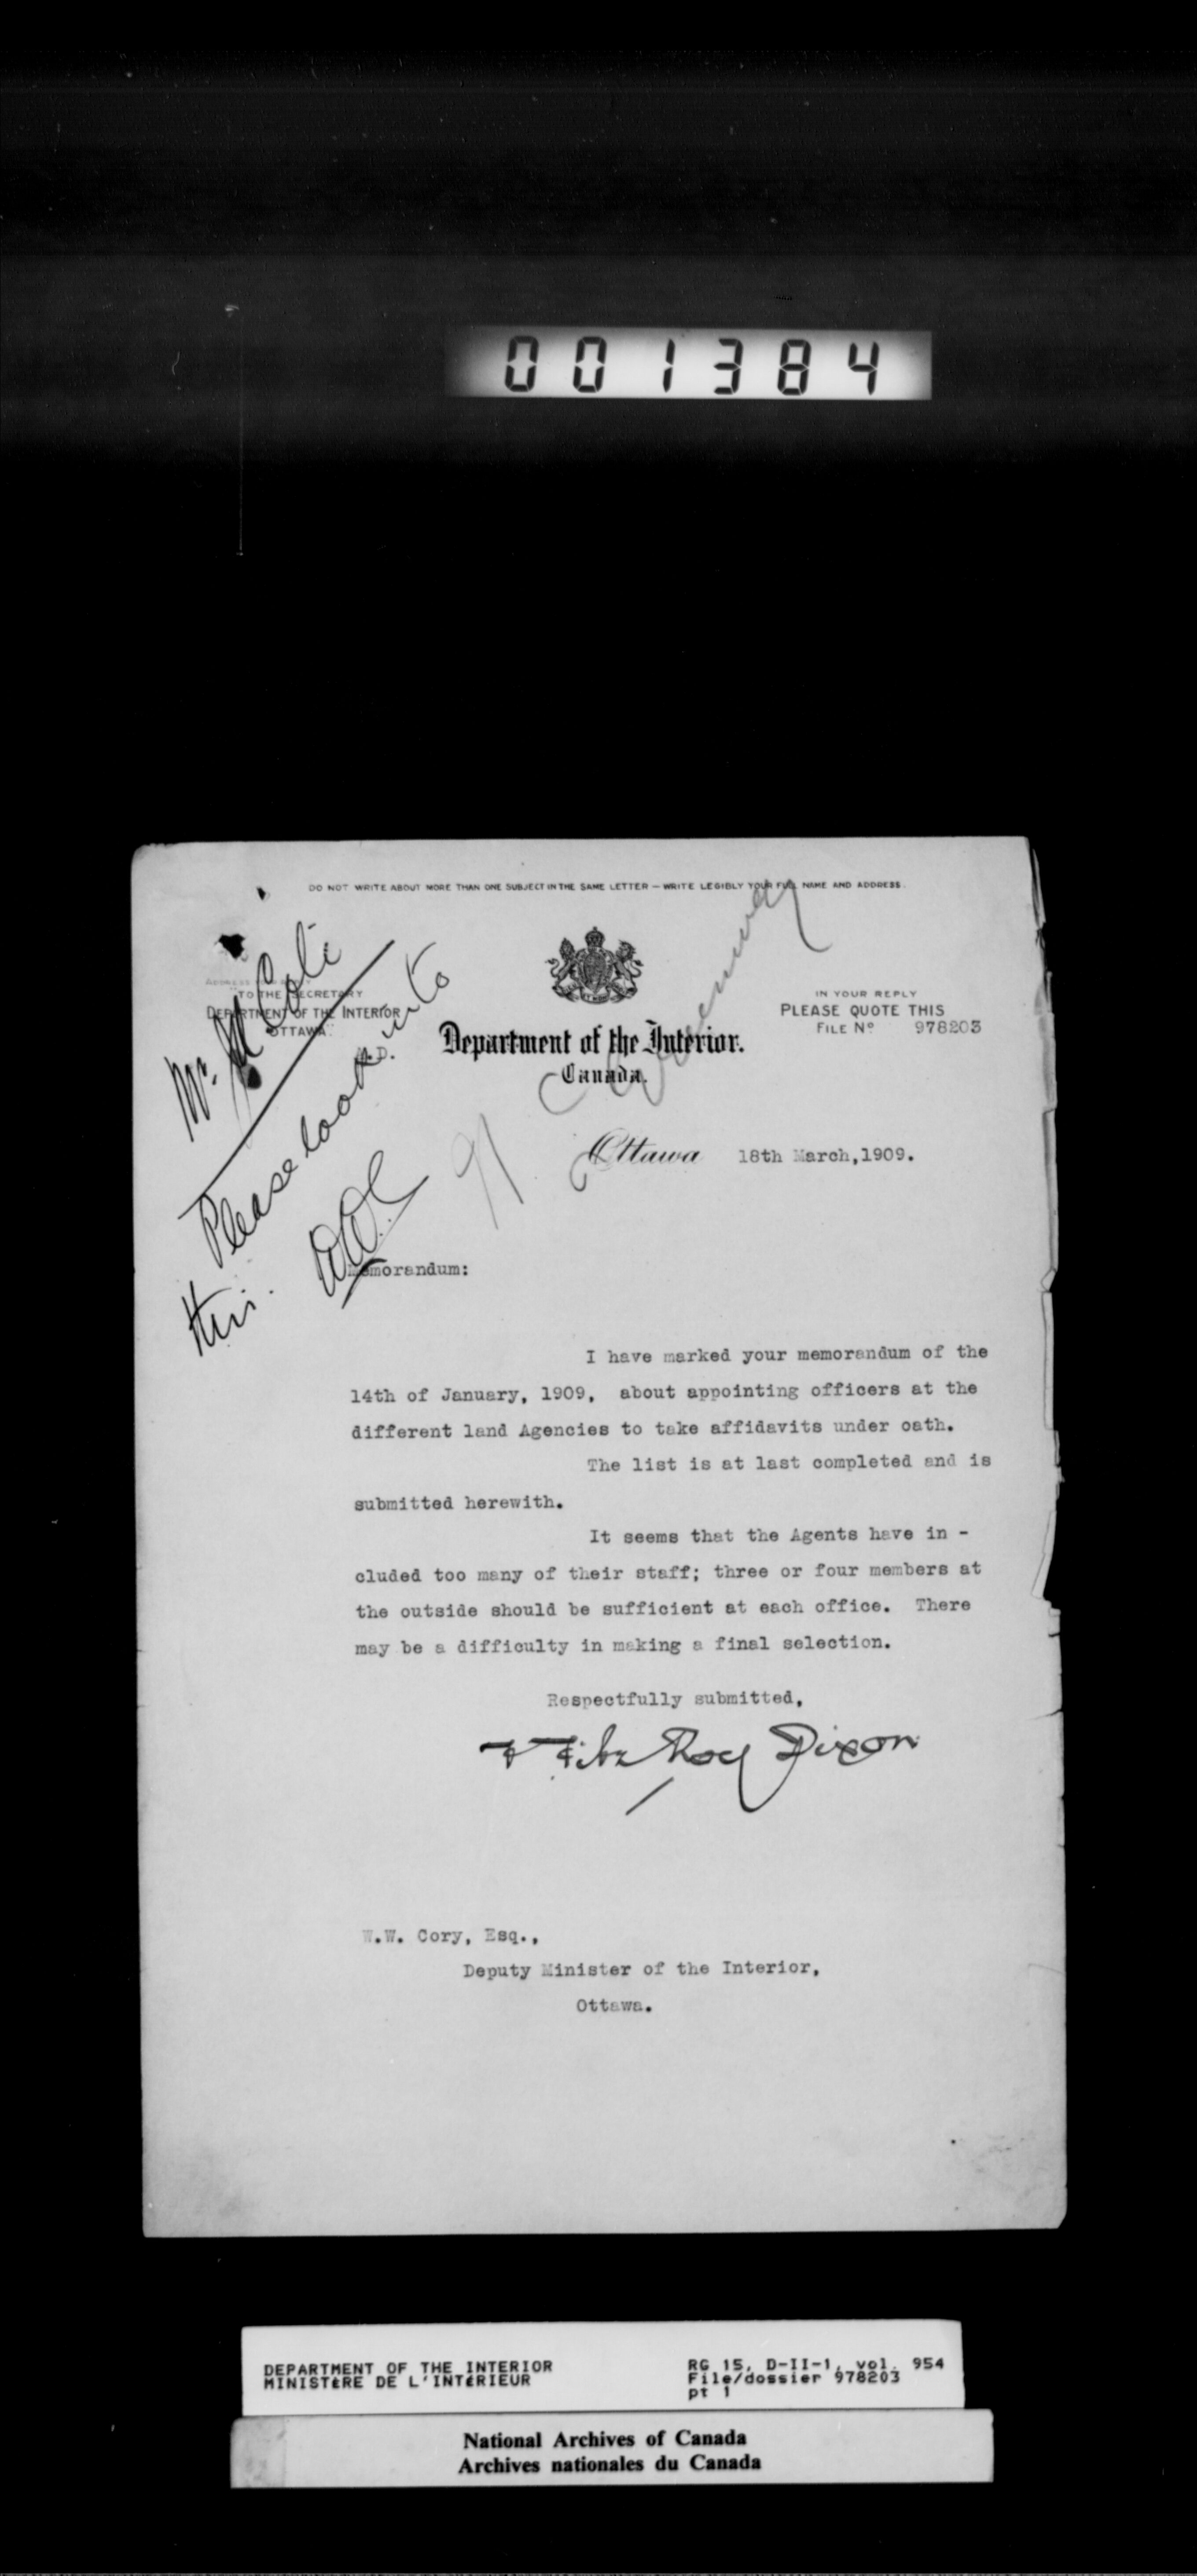 001384
DO NOT WRITE ABOUT MORE THAN ONE SUBJECT IN THE SAME LETTER — WRITE LEGIBLY YOUR FULL NAME AND ADDRESS.
TO THE SECRETARY
DEPARTMENT OF THE INTERIOR
OTTAWA.
Mr.
Please look into
this.
IN YOUR REPLY
PLEASE QUOTE THIS
FILE No 978203
Department of the Interior.
Canada.
Ottawa 18th March, 1909.
Memorandum:
I have marked your memorandum of the
14th of January, 1909, about appointing officers at the
different land Agencies to take affidavits under oath.
The list is at last completed and is
submitted herewith.
It seems that the Agents have in -
cluded too many of their staff; three or four members at
the outside should be sufficient at each office. There
may be a difficulty in making a final selection.
Respectfully submitted,
F FitzRoy Dixon
W.W. Cory, Esq.,
Deputy Minister of the Interior,
Ottawa.
DEPARTMENT OF THE INTERIOR
MINISTÈRE DE L'INTÉRIEUR
RG 15, D-II-1, vol. 954
File/dossier 978203
pt 1
National Archives of Canada
Archives nationales du Canada